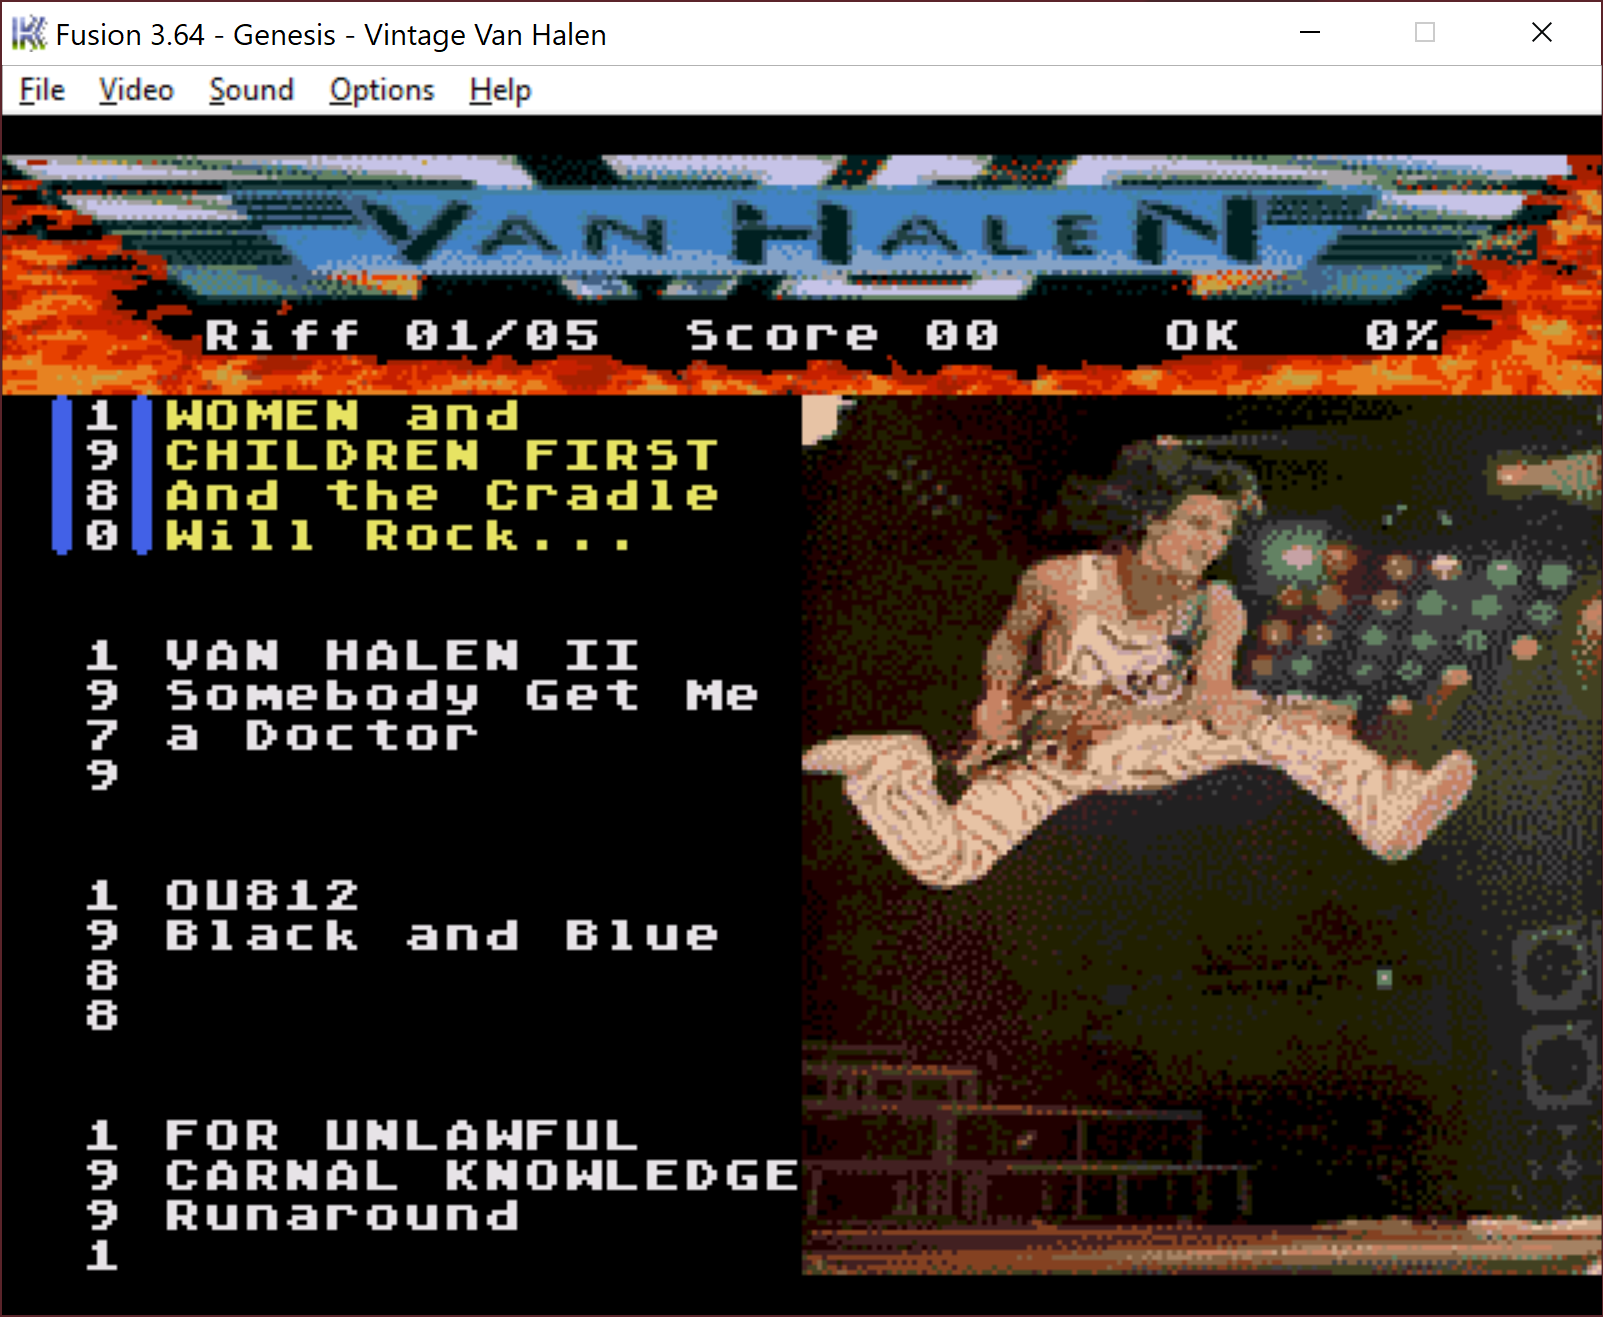 Fusion 3.64 - Genesis - Vintage Van Halen
File Video Sound Options Help
VAN HALEN
Riff 01/05 Score 00 OK 0%
1 WOMEN and
9 CHILDREN FIRST
8 And the Cradle
0 Will Rock...
1 VAN HALEN II
9 Somebody Get Me
7 a Doctor
9
1 OU812
9 Black and Blue
8
8
1 FOR UNLAWFUL
9 CARNAL KNOWLEDGE
9 Runaround
1